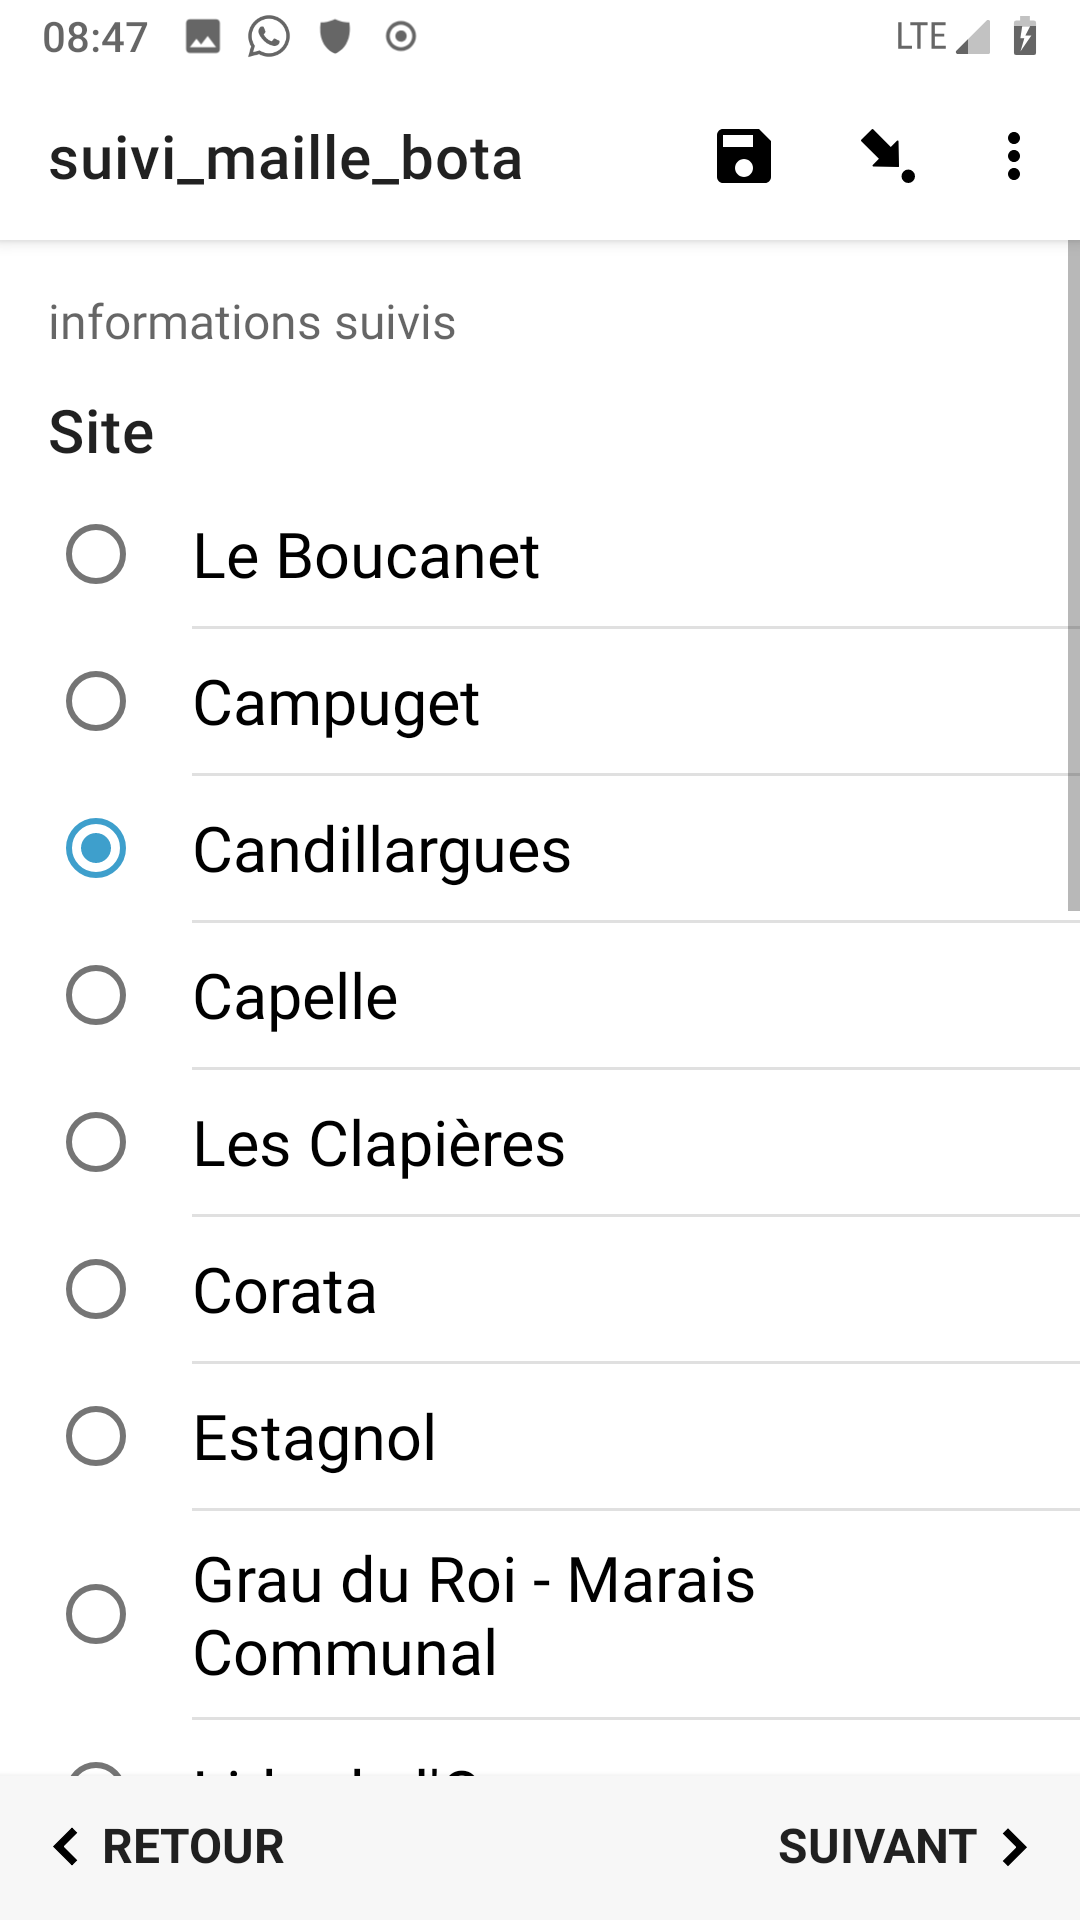 08:47
LTE
suivi_maille_bota
informations suivis
Site
Le Boucanet
Campuget
Candillargues
Capelle
Les Clapières
Corata
Estagnol
Grau du Roi - Marais
Communal
RETOUR
SUIVANT